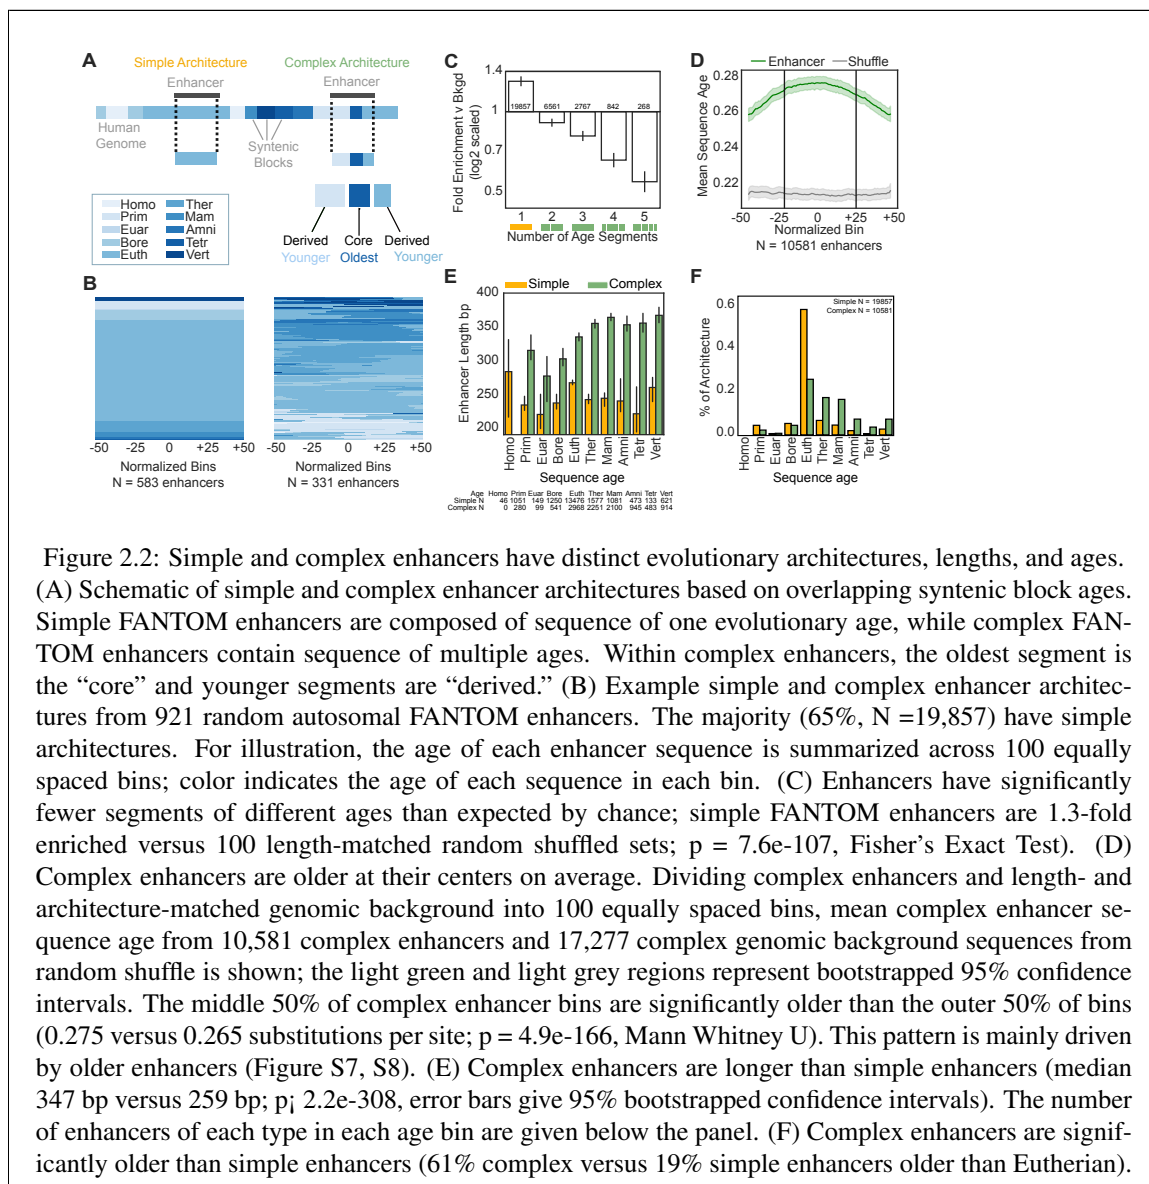 A
Simple Architecture
Complex Architecture
Enhancer
Enhancer
Human
Genome
Syntenic
Blocks
Homo
Ther
Prim
Mam
Euar
Amni
Bore
Tetr
Euth
Vert
Derived
Core
Derived
Younger
Oldest
Younger
B
-50 -25 0 +25 +50
Normalized Bins
N = 583 enhancers
-50 -25 0 +25 +50
Normalized Bins
N = 331 enhancers
C
Fold Enrichment v Bkgd
(log2 scaled)
1.4
1
0.7
0.5
19857 6561 2767 842 268
1 2 3 4 5
Number of Age Segments
D
Enhancer Shuffle
Mean Sequence Age
0.28
0.26
0.24
0.22
-50 -25 0 +25 +50
Normalized Bin
N = 10581 enhancers
E
Simple Complex
Enhancer Length bp
400
350
300
250
200
Homo Prim Euar Bore Euth Ther Mam Amni Tetr Vert
Sequence age
Age Homo Prim Euar Bore Euth Ther Mam Amni Tetr Vert
Simple N 46 1051 149 1250 13476 1577 1081 473 133 621
Complex N 0 280 99 541 2968 2251 2100 945 483 914
F
Simple N = 19857
Complex N = 10581
% of Architecture
0.6
0.4
0.2
0.0
Homo Prim Euar Bore Euth Ther Mam Amni Tetr Vert
Sequence age
Figure 2.2: Simple and complex enhancers have distinct evolutionary architectures, lengths, and ages.
(A) Schematic of simple and complex enhancer architectures based on overlapping syntenic block ages.
Simple FANTOM enhancers are composed of sequence of one evolutionary age, while complex FAN-
TOM enhancers contain sequence of multiple ages. Within complex enhancers, the oldest segment is
the “core” and younger segments are “derived.” (B) Example simple and complex enhancer architec-
tures from 921 random autosomal FANTOM enhancers. The majority (65%, N =19,857) have simple
architectures. For illustration, the age of each enhancer sequence is summarized across 100 equally
spaced bins; color indicates the age of each sequence in each bin. (C) Enhancers have significantly
fewer segments of different ages than expected by chance; simple FANTOM enhancers are 1.3-fold
enriched versus 100 length-matched random shuffled sets; p = 7.6e-107, Fisher’s Exact Test). (D)
Complex enhancers are older at their centers on average. Dividing complex enhancers and length- and
architecture-matched genomic background into 100 equally spaced bins, mean complex enhancer se-
quence age from 10,581 complex enhancers and 17,277 complex genomic background sequences from
random shuffle is shown; the light green and light grey regions represent bootstrapped 95% confidence
intervals. The middle 50% of complex enhancer bins are significantly older than the outer 50% of bins
(0.275 versus 0.265 substitutions per site; p = 4.9e-166, Mann Whitney U). This pattern is mainly driven
by older enhancers (Figure S7, S8). (E) Complex enhancers are longer than simple enhancers (median
347 bp versus 259 bp; p¡ 2.2e-308, error bars give 95% bootstrapped confidence intervals). The number
of enhancers of each type in each age bin are given below the panel. (F) Complex enhancers are signif-
icantly older than simple enhancers (61% complex versus 19% simple enhancers older than Eutherian).